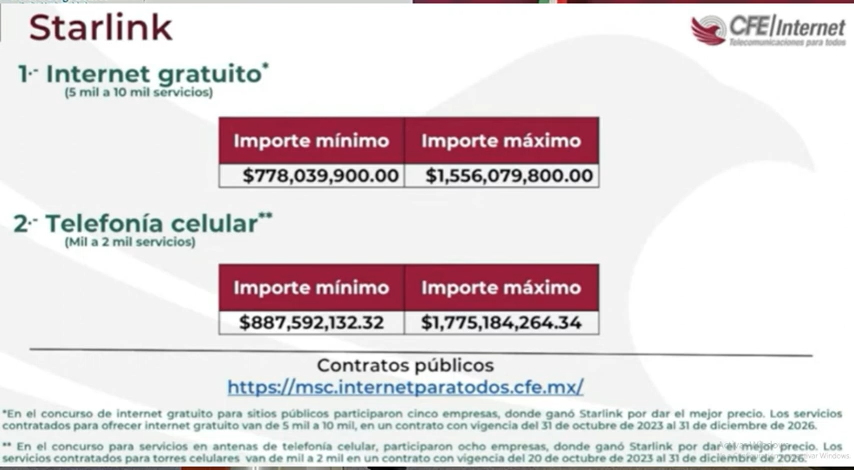 Starlink
CFE/Internet
Telecomunicaciones para todos
1.- Internet gratuito*
(5 mil a 10 mil servicios)
Importe mínimo Importe máximo
$778,039,900.00 $1,556,079,800.00
2.- Telefonía celular**
(Mil a 2 mil servicios)
Importe mínimo Importe máximo
$887,592,132.32 $1,775,184,264.34
Contratos públicos
https://msc.internetparatodos.cfe.mx/
*En el concurso de internet gratuito para sitios públicos participaron cinco empresas, donde ganó Starlink por dar el mejor precio. Los servicios
contratados para ofrecer internet gratuito van de 5 mil a 10 mil, en un contrato con vigencia del 31 de octubre de 2023 al 31 de diciembre de 2026.
** En el concurso para servicios en antenas de telefonía celular, participaron ocho empresas, donde ganó Starlink por dar mejor precio. Los
servicios contratados para torres celulares van de mil a 2 mil en un contrato con vigencia del 20 de octubre de 2023 al 31 de diciembre de 2026.